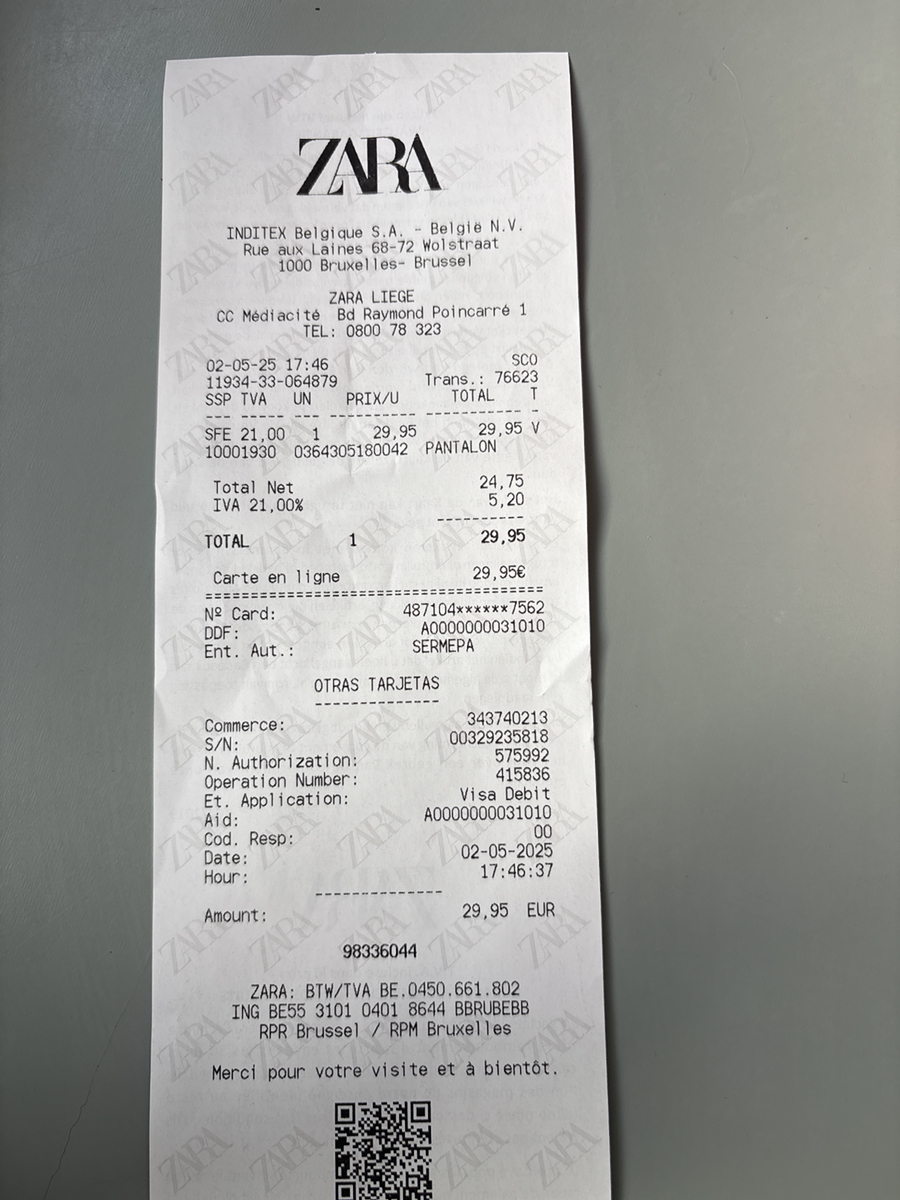 ZARA
INDITEX Belgique S.A. - België N.V.
Rue aux Laines 68-72 Wolstraat
1000 Bruxelles- Brussel
ZARA LIEGE
CC Médiacité Bd Raymond Poincarré 1
TEL: 0800 78 323
02-05-25 17:46 SCO
11934-33-064879 Trans.: 76623
SSP TVA UN PRIX/U TOTAL T
--- ----- --- ---------- ----------- -
SFE 21,00 1 29,95 29,95 V
10001930 0364305180042 PANTALON
Total Net 24,75
IVA 21,00% 5,20
----------
TOTAL 1 29,95
Carte en ligne 29,95€
===========================================
Nº Card: 487104******7562
DDF: A0000000031010
Ent. Aut.: SERMEPA
OTRAS TARJETAS
--------------
Commerce: 343740213
S/N: 00329235818
N. Authorization: 575992
Operation Number: 415836
Et. Application: Visa Debit
Aid: A0000000031010
Cod. Resp: 00
Date: 02-05-2025
Hour: 17:46:37
--------------
Amount: 29,95 EUR
98336044
ZARA: BTW/TVA BE.0450.661.802
ING BE55 3101 0401 8644 BBRUBEBB
RPR Brussel / RPM Bruxelles
Merci pour votre visite et à bientôt.